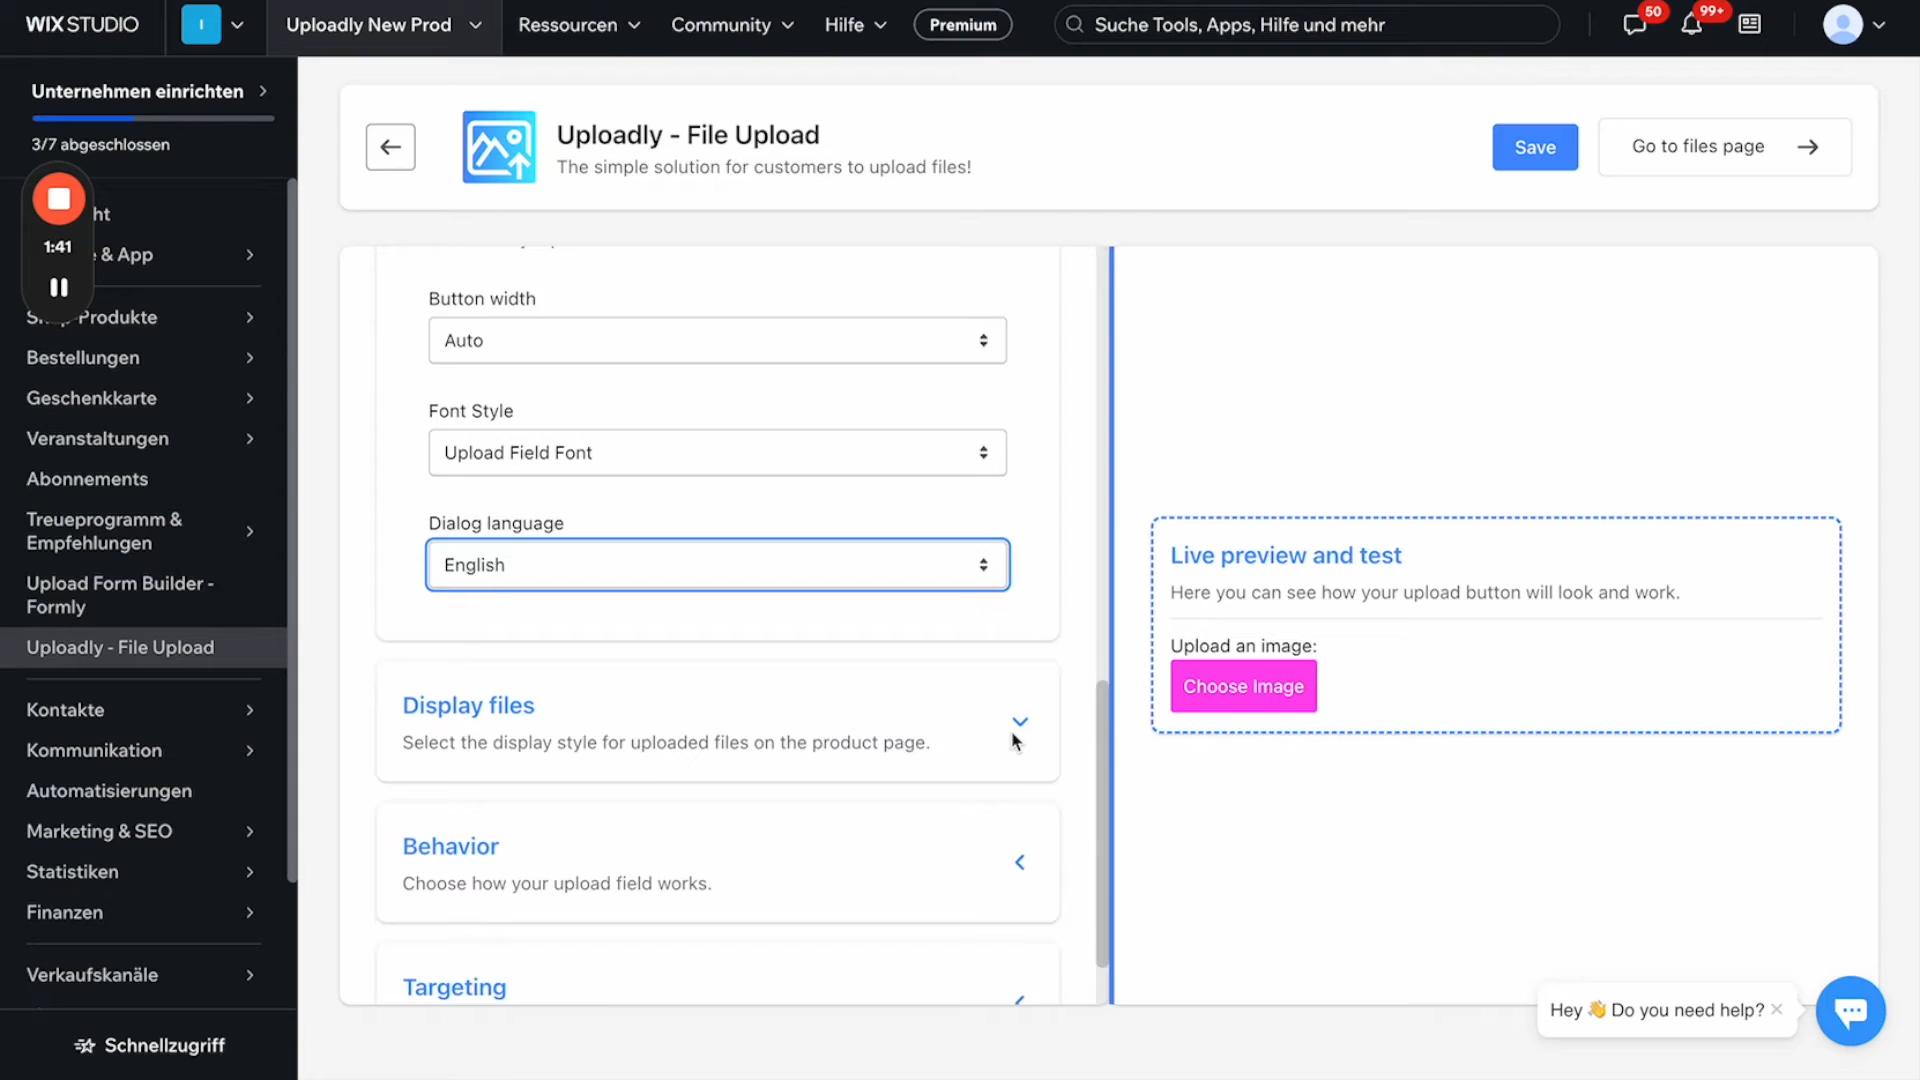 WIX STUDIO
I
Uploadly New Prod
Ressourcen
Community
Hilfe
Premium
Suche Tools, Apps, Hilfe und mehr
50
99+
Unternehmen einrichten
3/7 abgeschlossen
1:41
ht
& App
Produkte
Bestellungen
Geschenkkarte
Veranstaltungen
Abonnements
Treueprogramm &
Empfehlungen
Upload Form Builder -
Formly
Uploadly - File Upload
Kontakte
Kommunikation
Automatisierungen
Marketing & SEO
Statistiken
Finanzen
Verkaufskanäle
Schnellzugriff
Uploadly - File Upload
The simple solution for customers to upload files!
Save
Go to files page
Button width
Auto
Font Style
Upload Field Font
Dialog language
English
Display files
Select the display style for uploaded files on the product page.
Behavior
Choose how your upload field works.
Targeting
Live preview and test
Here you can see how your upload button will look and work.
Upload an image:
Choose Image
Hey 👋 Do you need help?